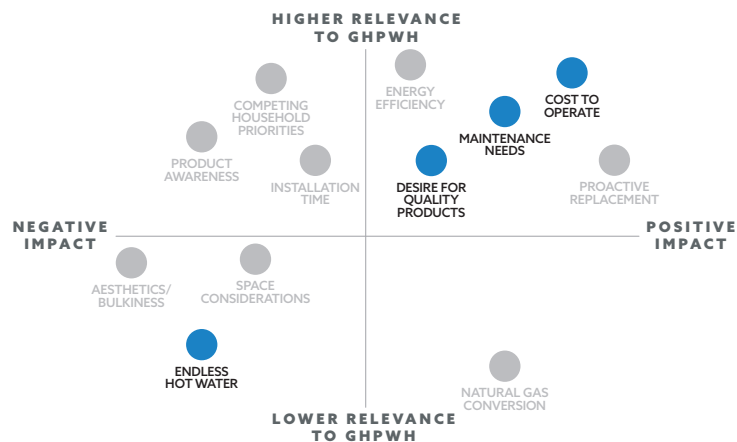 HIGHER RELEVANCE
TO GHPWH
ENERGY
EFFICIENCY
COST TO
OPERATE
COMPETING
HOUSEHOLD
PRIORITIES
MAINTENANCE
NEEDS
PRODUCT
AWARENESS
INSTALLATION
TIME
DESIRE FOR
QUALITY
PRODUCTS
PROACTIVE
REPLACEMENT
NEGATIVE
IMPACT
POSITIVE
IMPACT
AESTHETICS/
BULKINESS
SPACE
CONSIDERATIONS
ENDLESS
HOT WATER
NATURAL GAS
CONVERSION
LOWER RELEVANCE
TO GHPWH